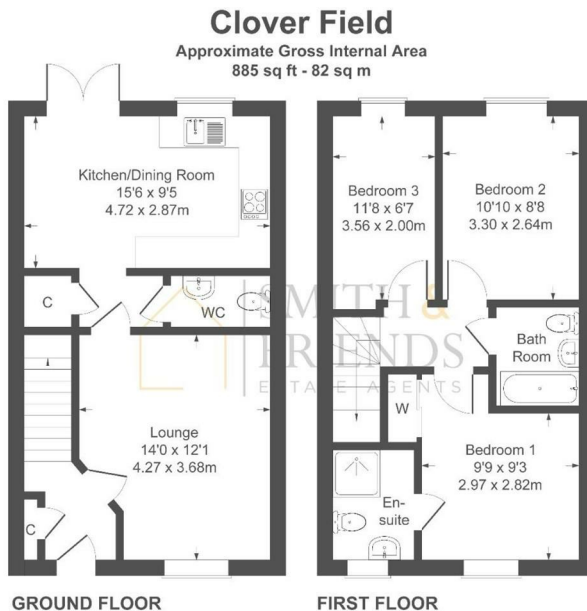 Clover Field
Approximate Gross Internal Area
885 sq ft - 82 sq m
Kitchen/Dining Room
15'6 x 9'5
4.72 x 2.87m
C
WC
Lounge
14'0 x 12'1
4.27 x 3.68m
C
GROUND FLOOR
Bedroom 3
11'8 x 6'7
3.56 x 2.00m
Bedroom 2
10'10 x 8'8
3.30 x 2.64m
Bath
Room
W
Bedroom 1
9'9 x 9'3
2.97 x 2.82m
En-
suite
FIRST FLOOR
SMITH &
FRIENDS
ESTATE AGENTS